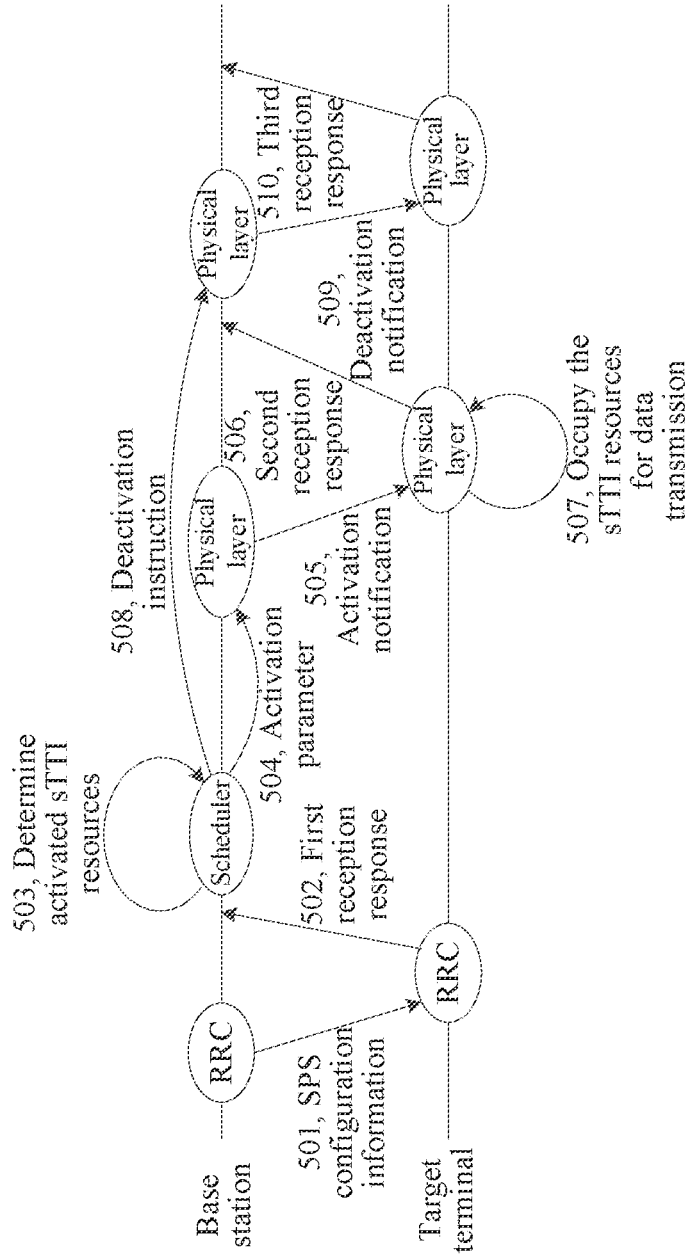 Base
station
Target
terminal
RRC
501, SPS
configuration
information
RRC
502, First
reception
response
503, Determine
activated sTTI
resources
Scheduler
504, Activation
parameter
Physical
layer
505,
Activation
notification
506,
Second
reception
response
Physical
layer
507, Occupy the
sTTI resources
for data
transmission
508, Deactivation
instruction
Physical
layer
509,
Deactivation
notification
510, Third
reception
response
Physical
layer